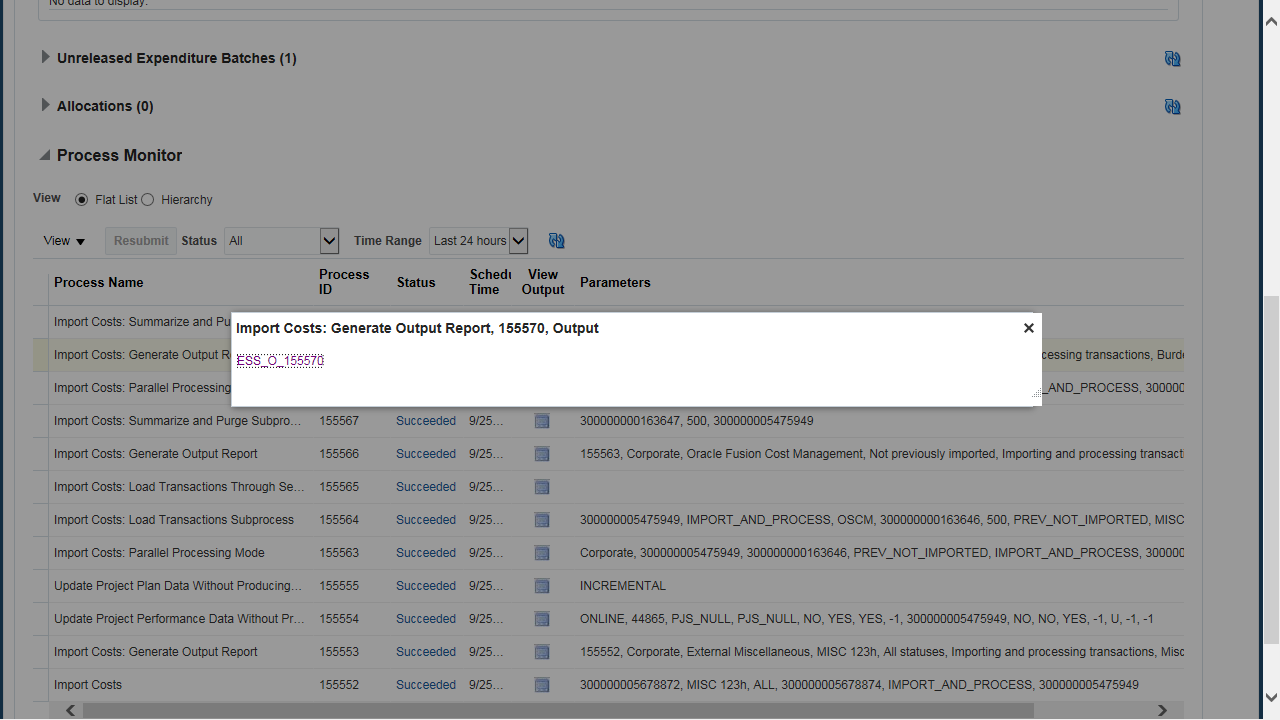 No data to display.
Unreleased Expenditure Batches (1)
Allocations (0)
Process Monitor
View Flat List Hierarchy
View Resubmit Status All Time Range Last 24 hours
Process Name Process ID Status Schedu Time View Output Parameters
Import Costs: Summarize and Pu
Import Costs: Generate Output Report, 155570, Output
Import Costs: Generate Output R cessing transactions, Burde
ESS_O_155570
Import Costs: Parallel Processing _AND_PROCESS, 300000
Import Costs: Summarize and Purge Subpro... 155567 Succeeded 9/25... 300000000163647, 500, 300000005475949
Import Costs: Generate Output Report 155566 Succeeded 9/25... 155563, Corporate, Oracle Fusion Cost Management, Not previously imported, Importing and processing transacti
Import Costs: Load Transactions Through Se... 155565 Succeeded 9/25...
Import Costs: Load Transactions Subprocess 155564 Succeeded 9/25... 300000005475949, IMPORT_AND_PROCESS, OSCM, 300000000163646, 500, PREV_NOT_IMPORTED, MISC
Import Costs: Parallel Processing Mode 155563 Succeeded 9/25... Corporate, 300000005475949, 300000000163646, PREV_NOT_IMPORTED, IMPORT_AND_PROCESS, 300000
Update Project Plan Data Without Producing... 155555 Succeeded 9/25... INCREMENTAL
Update Project Performance Data Without Pr... 155554 Succeeded 9/25... ONLINE, 44865, PJS_NULL, PJS_NULL, NO, YES, YES, -1, 300000005475949, NO, NO, YES, -1, U, -1, -1
Import Costs: Generate Output Report 155553 Succeeded 9/25... 155552, Corporate, External Miscellaneous, MISC 123h, All statuses, Importing and processing transactions, Misc
Import Costs 155552 Succeeded 9/25... 300000005678872, MISC 123h, ALL, 300000005678874, IMPORT_AND_PROCESS, 300000005475949